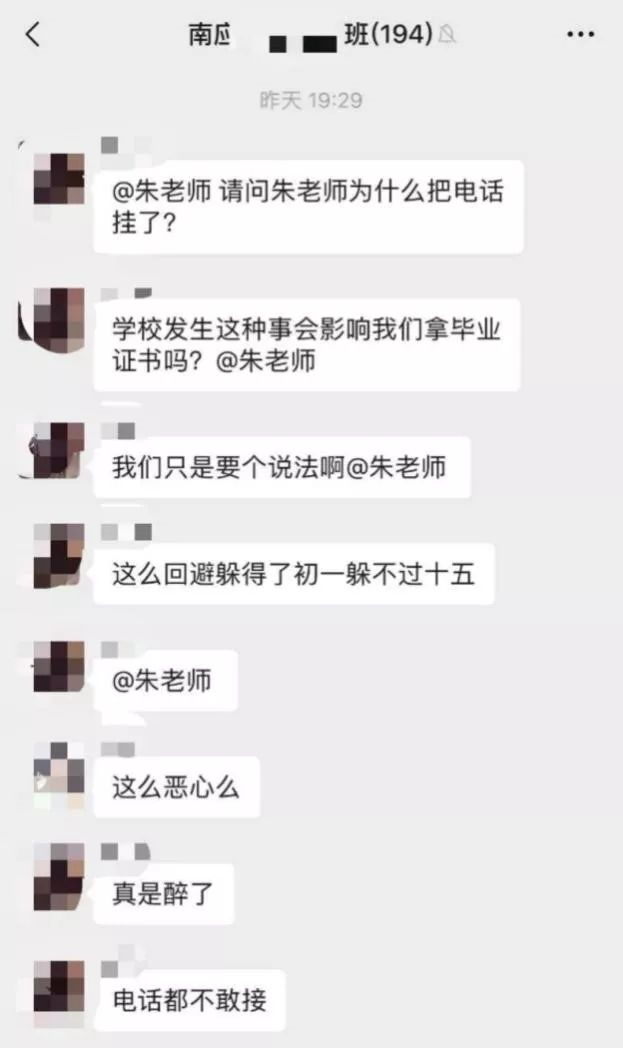 南应 班(194)
昨天 19:29
@朱老师 请问朱老师为什么把电话
挂了?
学校发生这种事会影响我们拿毕业
证书吗? @朱老师
我们只是要个说法啊@朱老师
这么回避躲得了初一躲不过十五
@朱老师
这么恶心么
真是醉了
电话都不敢接